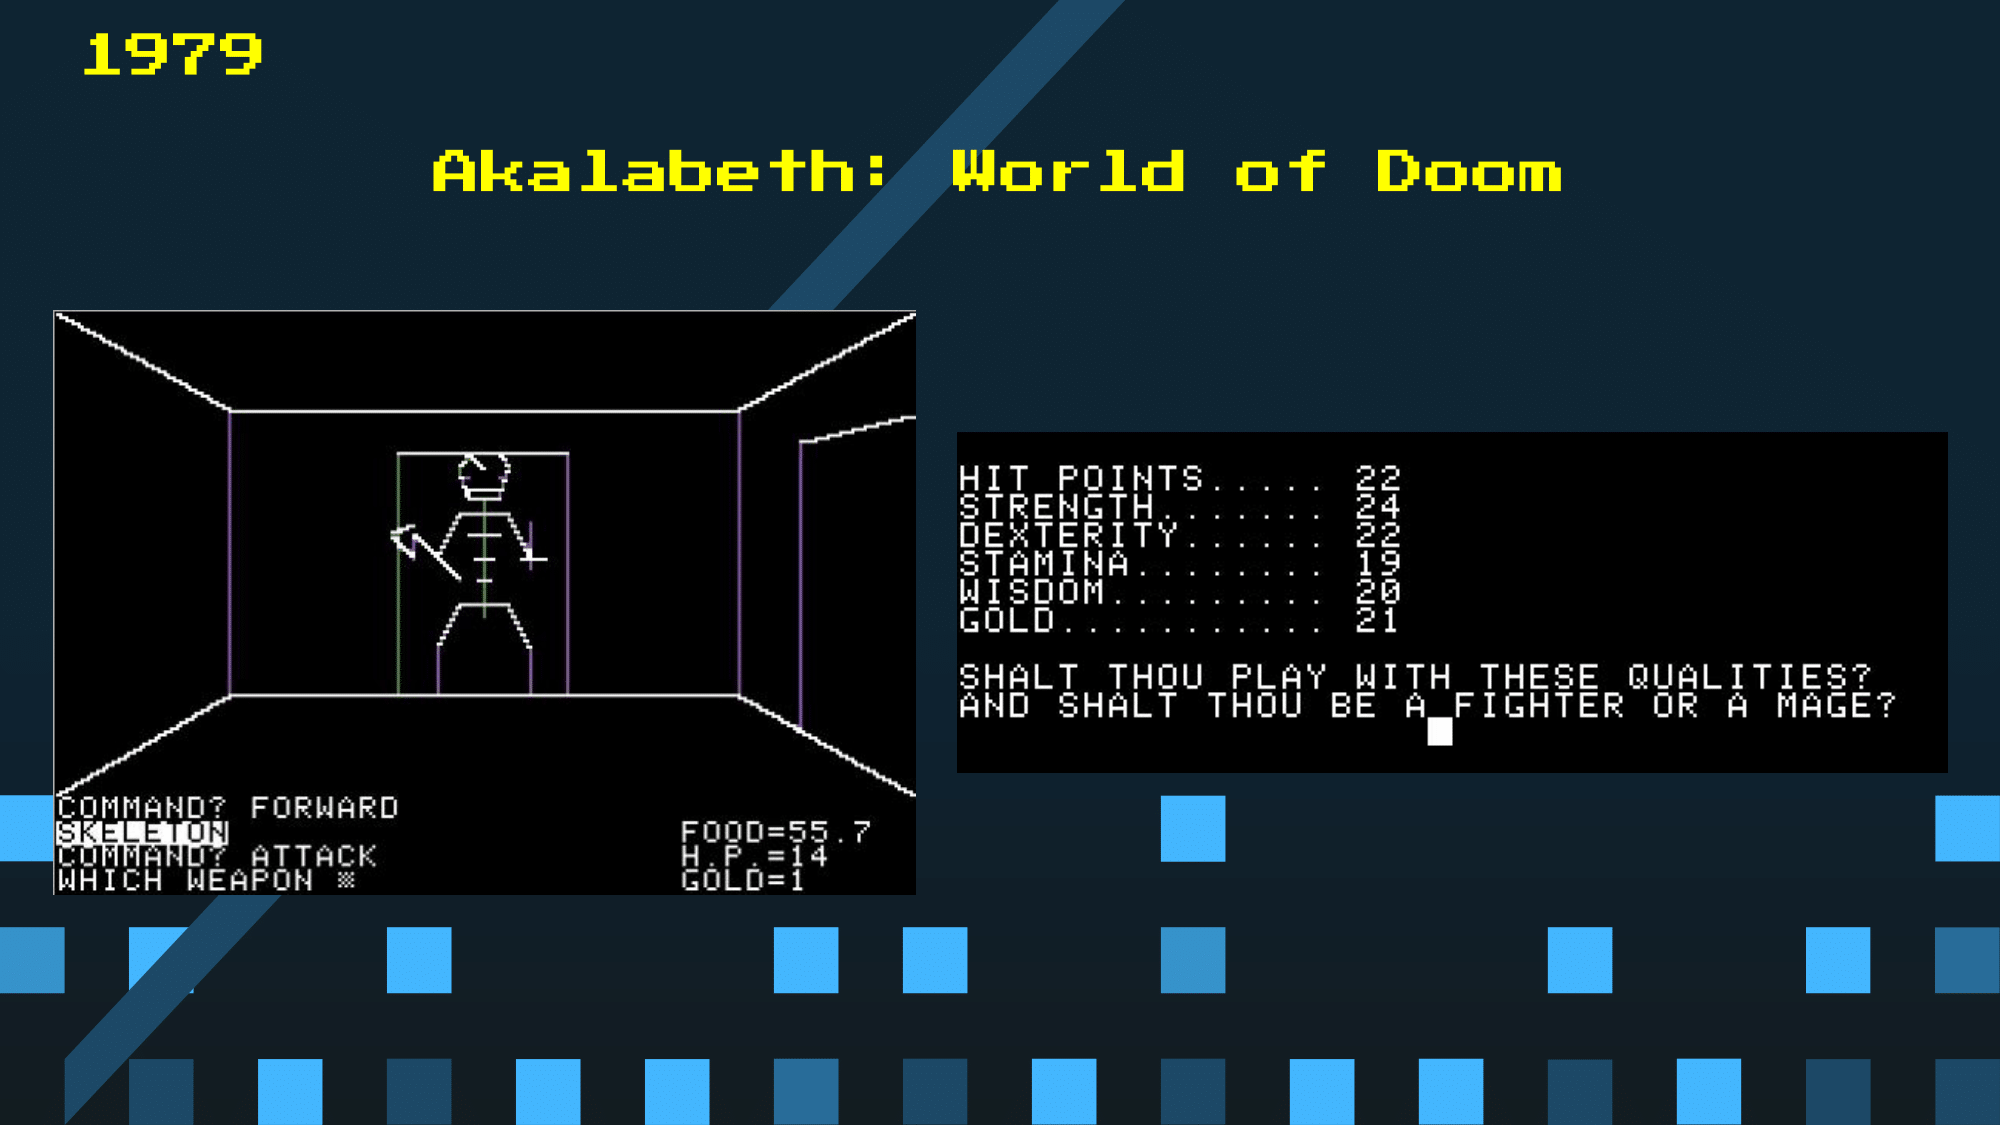 1979
Akalabeth: World of Doom
COMMAND? FORWARD
SKELETON
COMMAND? ATTACK
WHICH WEAPON
FOOD=55.7
H.P.=14
GOLD=1
HIT POINTS..... 22
STRENGTH....... 24
DEXTERITY...... 22
STAMINA........ 19
WISDOM......... 20
GOLD........... 21
SHALT THOU PLAY WITH THESE QUALITIES?
AND SHALT THOU BE A FIGHTER OR A MAGE?